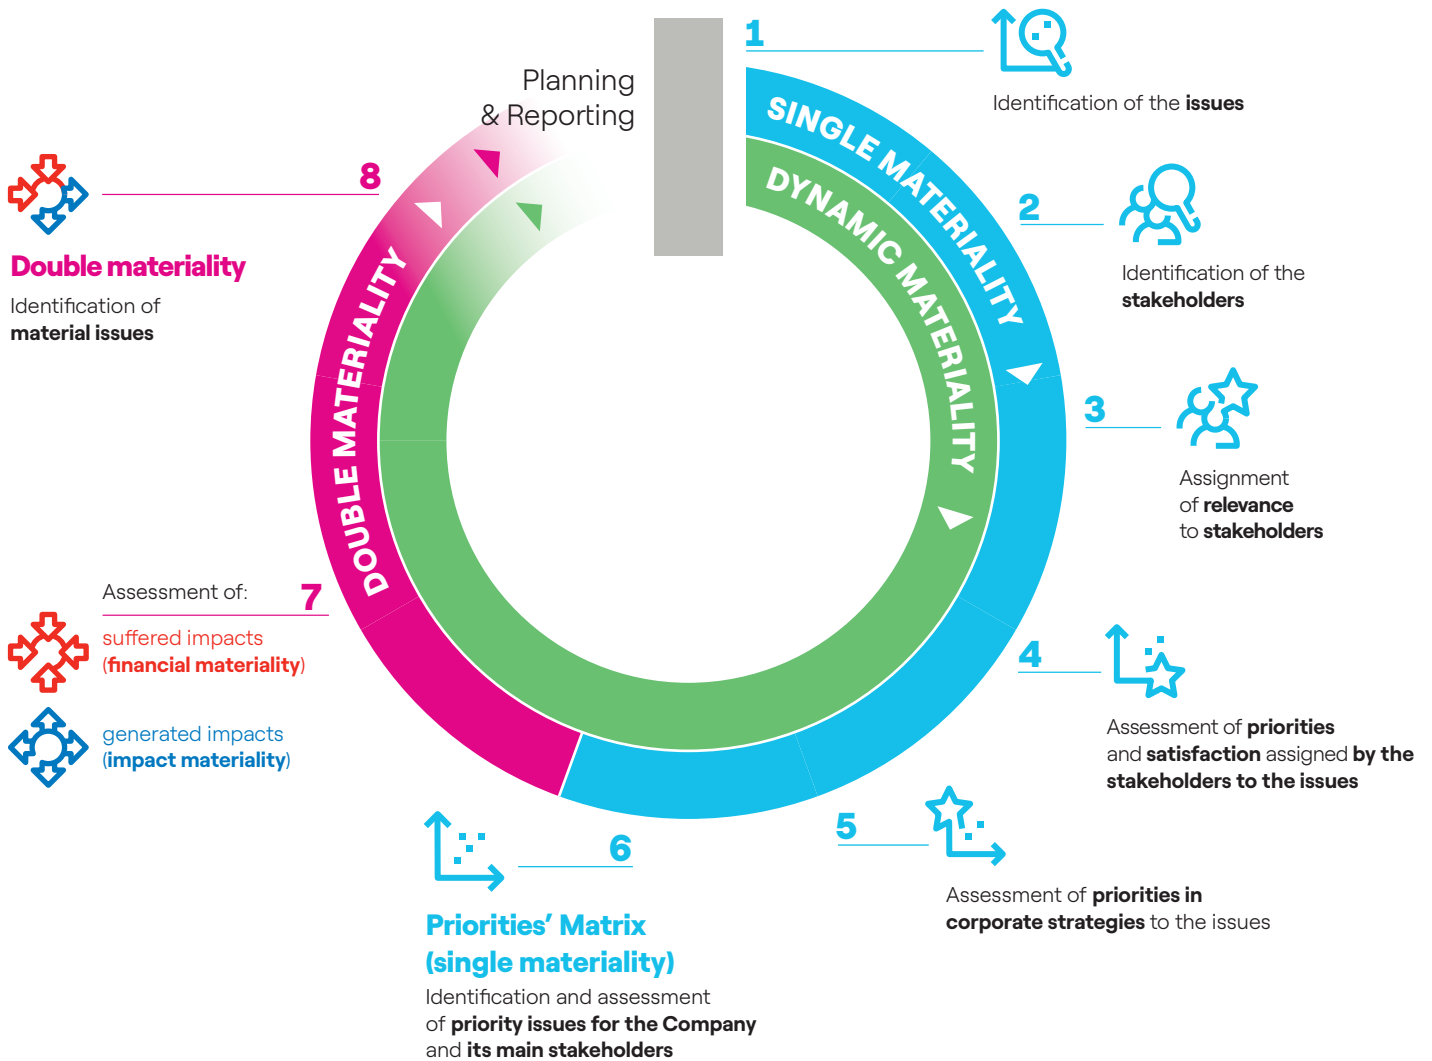 Planning
& Reporting
1
Identification of the issues
SINGLE MATERIALITY
DYNAMIC MATERIALITY
2
Identification of the
stakeholders
3
Assignment
of relevance
to stakeholders
4
Assessment of priorities
and satisfaction assigned by the
stakeholders to the issues
5
Assessment of priorities in
corporate strategies to the issues
6
Priorities’ Matrix
(single materiality)
Identification and assessment
of priority issues for the Company
and its main stakeholders
7
Assessment of:
suffered impacts
(financial materiality)
generated impacts
(impact materiality)
DOUBLE MATERIALITY
8
Double materiality
Identification of
material issues